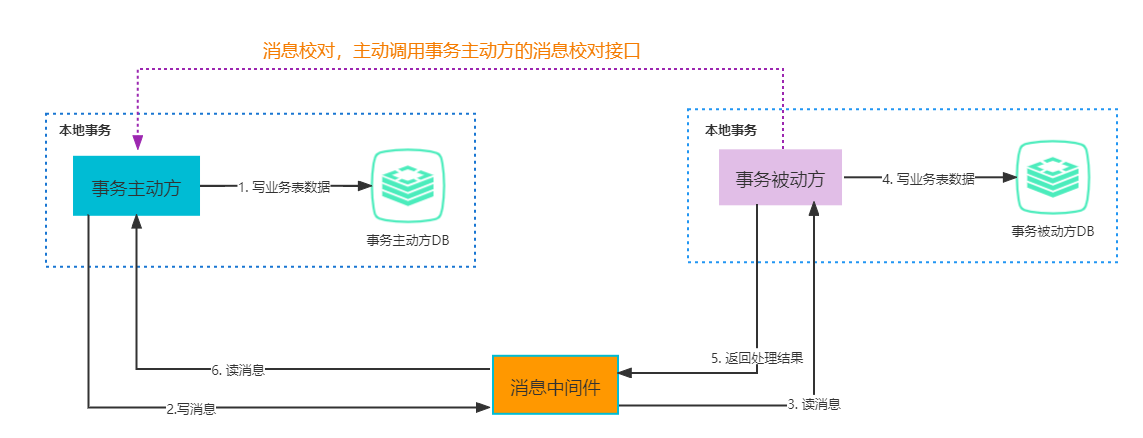 消息校对，主动调用事务主动方的消息校对接口
本地事务
事务主动方
1. 写业务表数据
事务主动方DB
本地事务
事务被动方
4. 写业务表数据
事务被动方DB
5. 返回处理结果
6. 读消息
消息中间件
2.写消息
3. 读消息